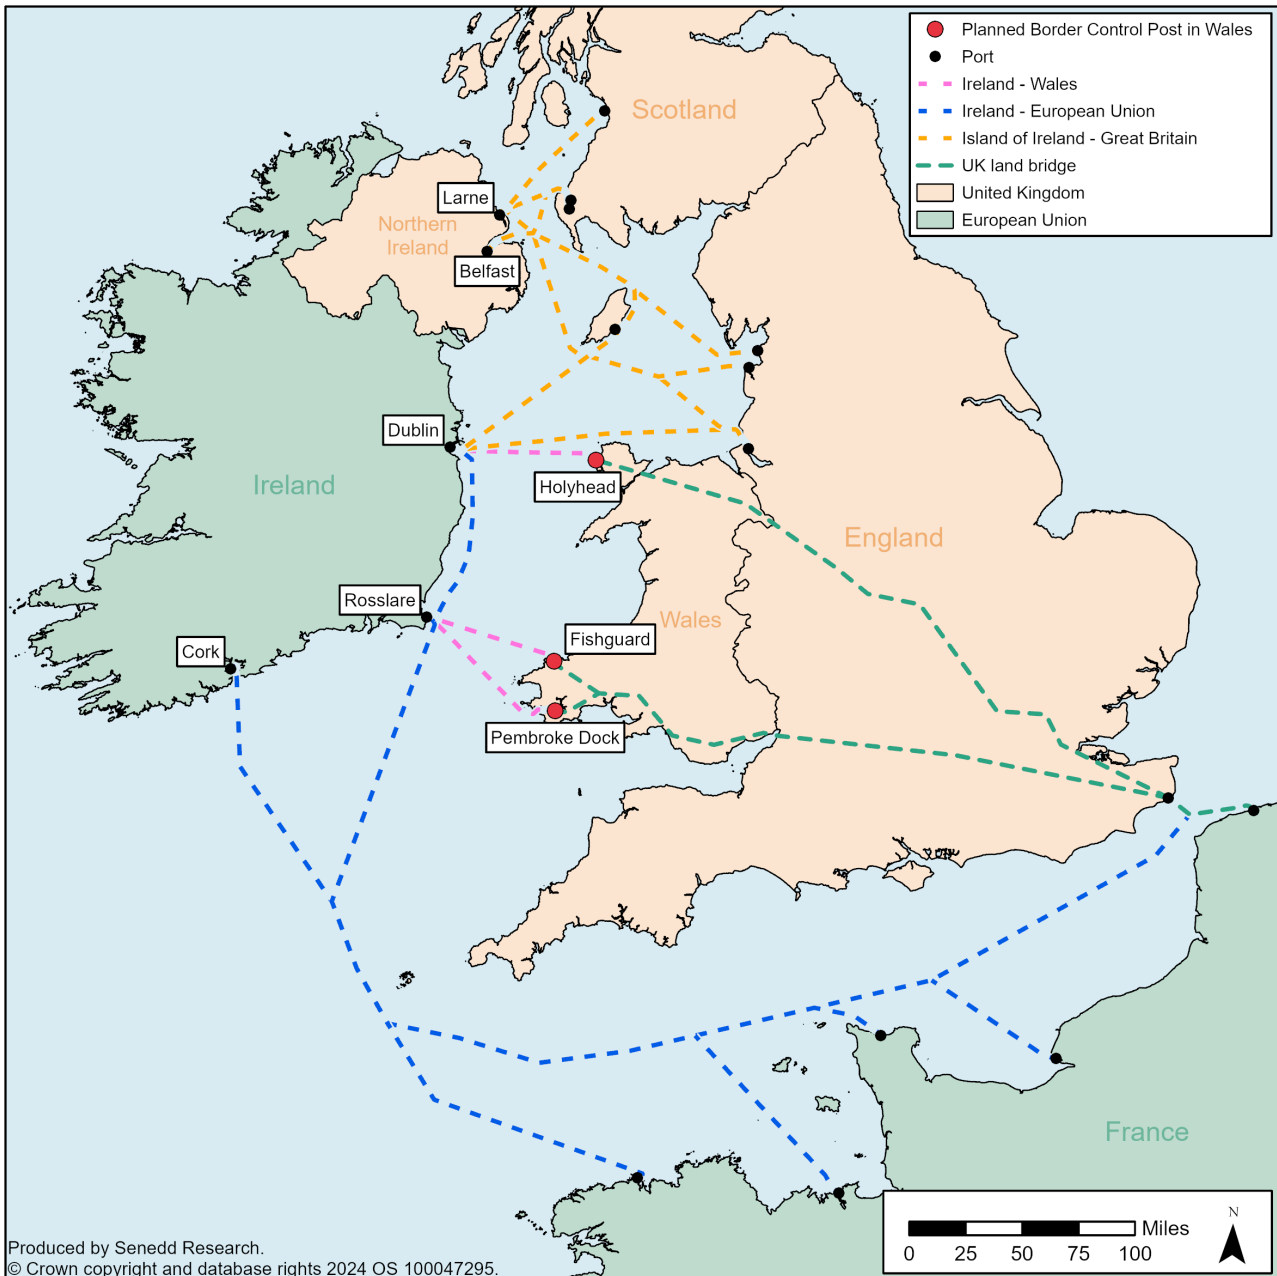 Planned Border Control Post in Wales
Port
Ireland - Wales
Ireland - European Union
Island of Ireland - Great Britain
UK land bridge
United Kingdom
European Union
Scotland
Larne
Northern
Ireland
Belfast
Dublin
Ireland
Holyhead
England
Rosslare
Wales
Fishguard
Cork
Pembroke Dock
France
N
Miles
0 25 50 75 100
Produced by Senedd Research.
© Crown copyright and database rights 2024 OS 100047295.